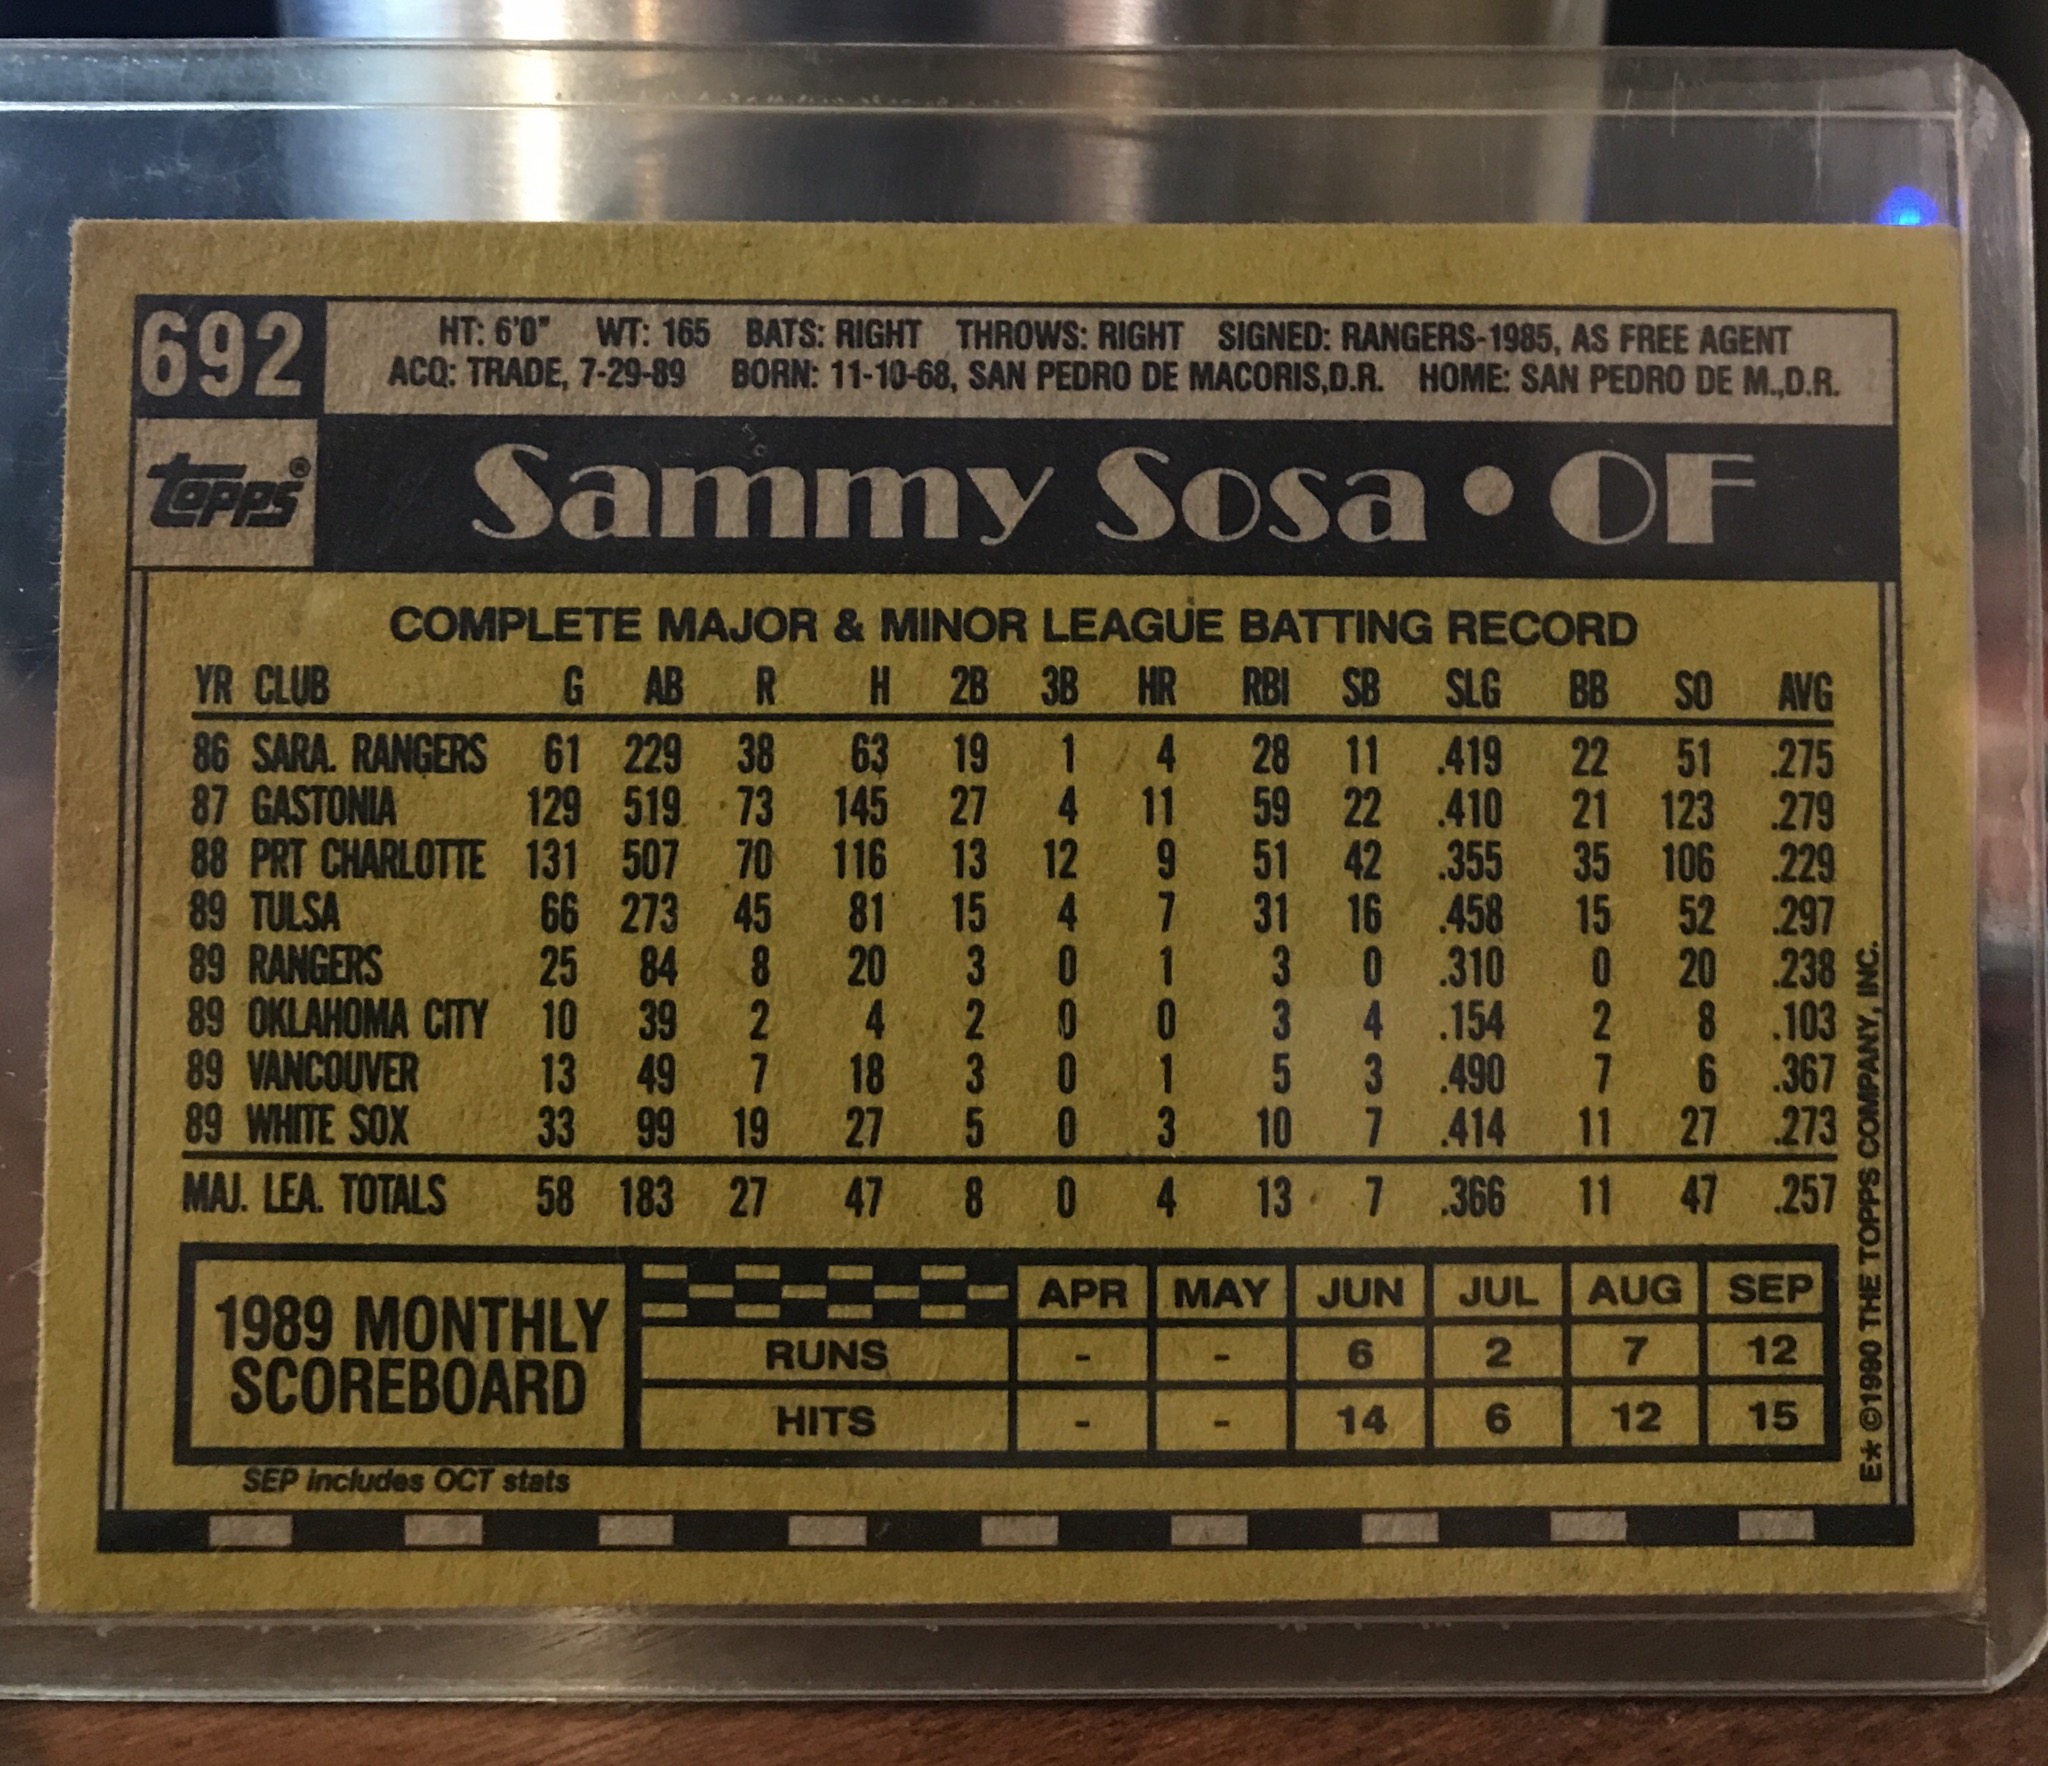 692
HT: 6'0" WT: 165 BATS: RIGHT THROWS: RIGHT SIGNED: RANGERS-1985, AS FREE AGENT
ACQ: TRADE, 7-29-89 BORN: 11-10-68, SAN PEDRO DE MACORIS,D.R. HOME: SAN PEDRO DE M.,D.R.
topps®
Sammy Sosa • OF
COMPLETE MAJOR & MINOR LEAGUE BATTING RECORD
YR CLUB G AB R H 2B 3B HR RBI SB SLG BB SO AVG
86 SARA. RANGERS 61 229 38 63 19 1 4 28 11 .419 22 51 .275
87 GASTONIA 129 519 73 145 27 4 11 59 22 .410 21 123 .279
88 PRT CHARLOTTE 131 507 70 116 13 12 9 51 42 .355 35 106 .229
89 TULSA 66 273 45 81 15 4 7 31 16 .458 15 52 .297
89 RANGERS 25 84 8 20 3 0 1 3 0 .310 0 20 .238
89 OKLAHOMA CITY 10 39 2 4 2 0 0 3 4 .154 2 8 .103
89 VANCOUVER 13 49 7 18 3 0 1 5 3 .490 7 6 .367
89 WHITE SOX 33 99 19 27 5 0 3 10 7 .414 11 27 .273
MAJ. LEA. TOTALS 58 183 27 47 8 0 4 13 7 .366 11 47 .257
1989 MONTHLY
SCOREBOARD
APR MAY JUN JUL AUG SEP
RUNS - - 6 2 7 12
HITS - - 14 6 12 15
SEP includes OCT stats
E* ©1990 THE TOPPS COMPANY, INC.